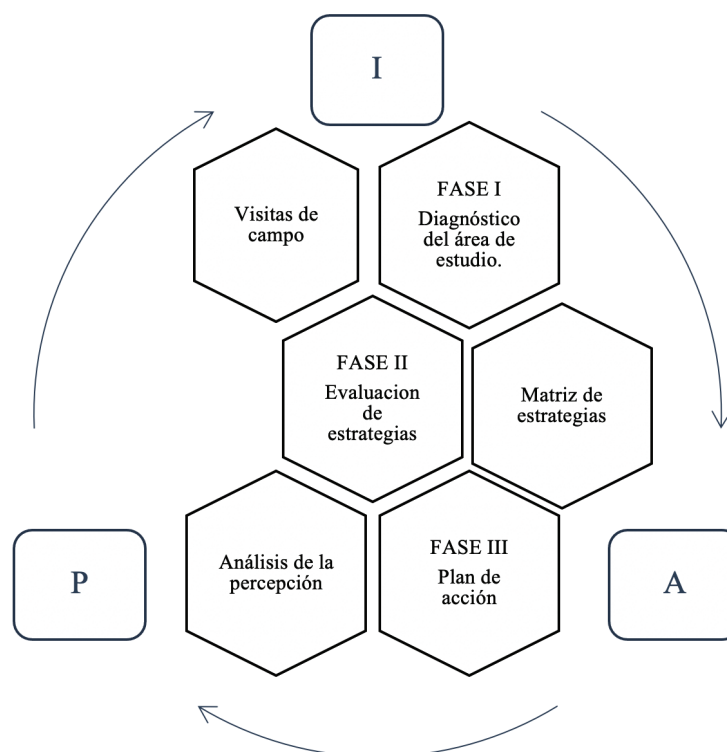 I
Visitas de
campo
FASE I
Diagnóstico
del área de
estudio.
FASE II
Evaluacion
de
estrategias
Matriz de
estrategias
P
Análisis de la
percepción
FASE III
Plan de
acción
A